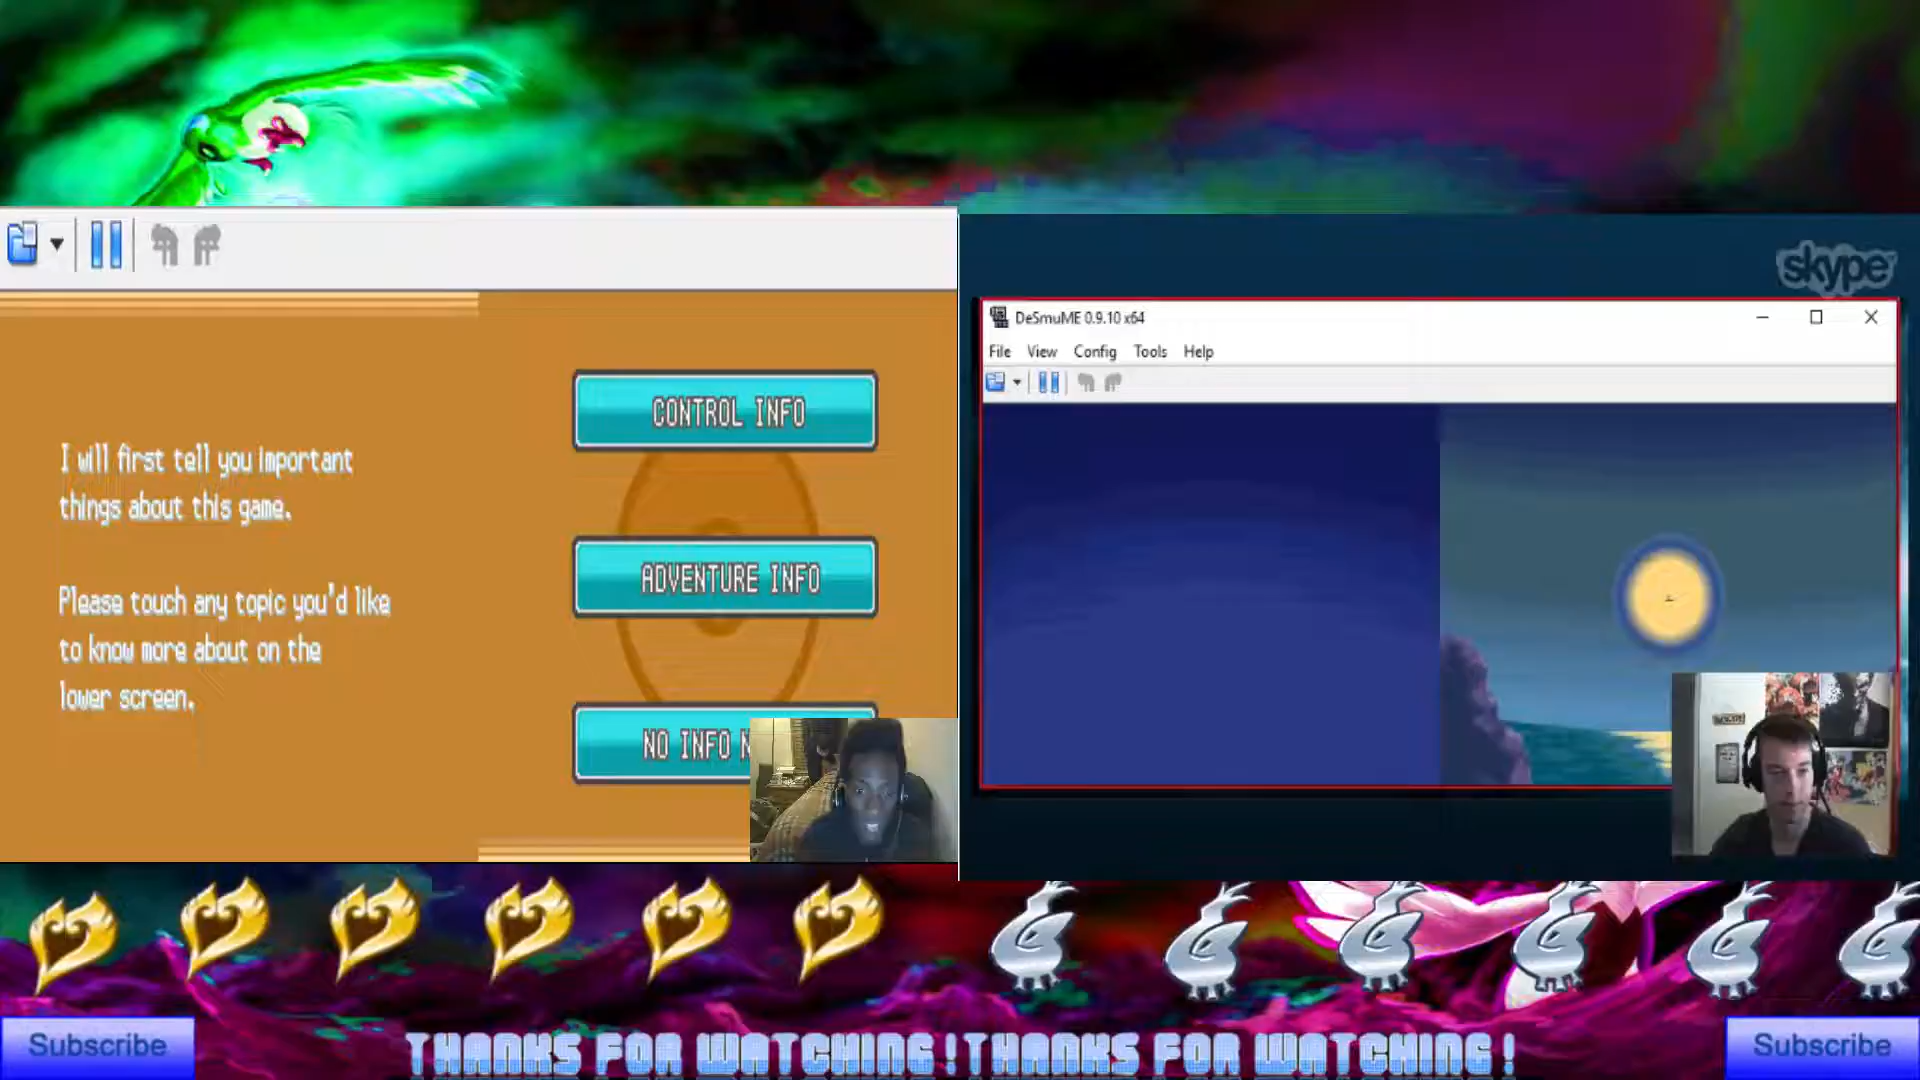 skype
DeSmuME 0.9.10 x64
File View Config Tools Help
CONTROL INFO
I will first tell you important
things about this game.
ADVENTURE INFO
Please touch any topic you'd like
to know more about on the
lower screen.
NO INFO N
Subscribe
THANKS FOR WATCHING!THANKS FOR WATCHING!
Subscribe